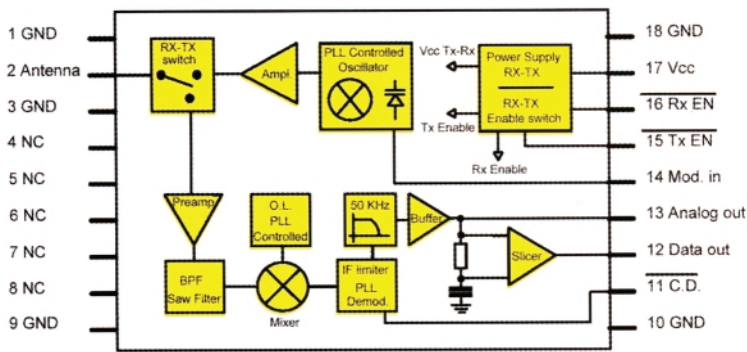 1 GND
2 Antenna
3 GND
4 NC
5 NC
6 NC
7 NC
8 NC
9 GND
RX-TX
switch
Ampl.
PLL Controlled
Oscillator
Vcc Tx-Rx
Tx Enable
Power Supply
RX-TX
RX-TX
Enable switch
Rx Enable
Preamp
O.L.
PLL
Controlled
50 KHz
Buffer
BPF
Saw Filter
Mixer
IF limiter
PLL
Demod.
Slicer
18 GND
17 Vcc
16 Rx EN
15 Tx EN
14 Mod. in
13 Analog out
12 Data out
11 C.D.
10 GND